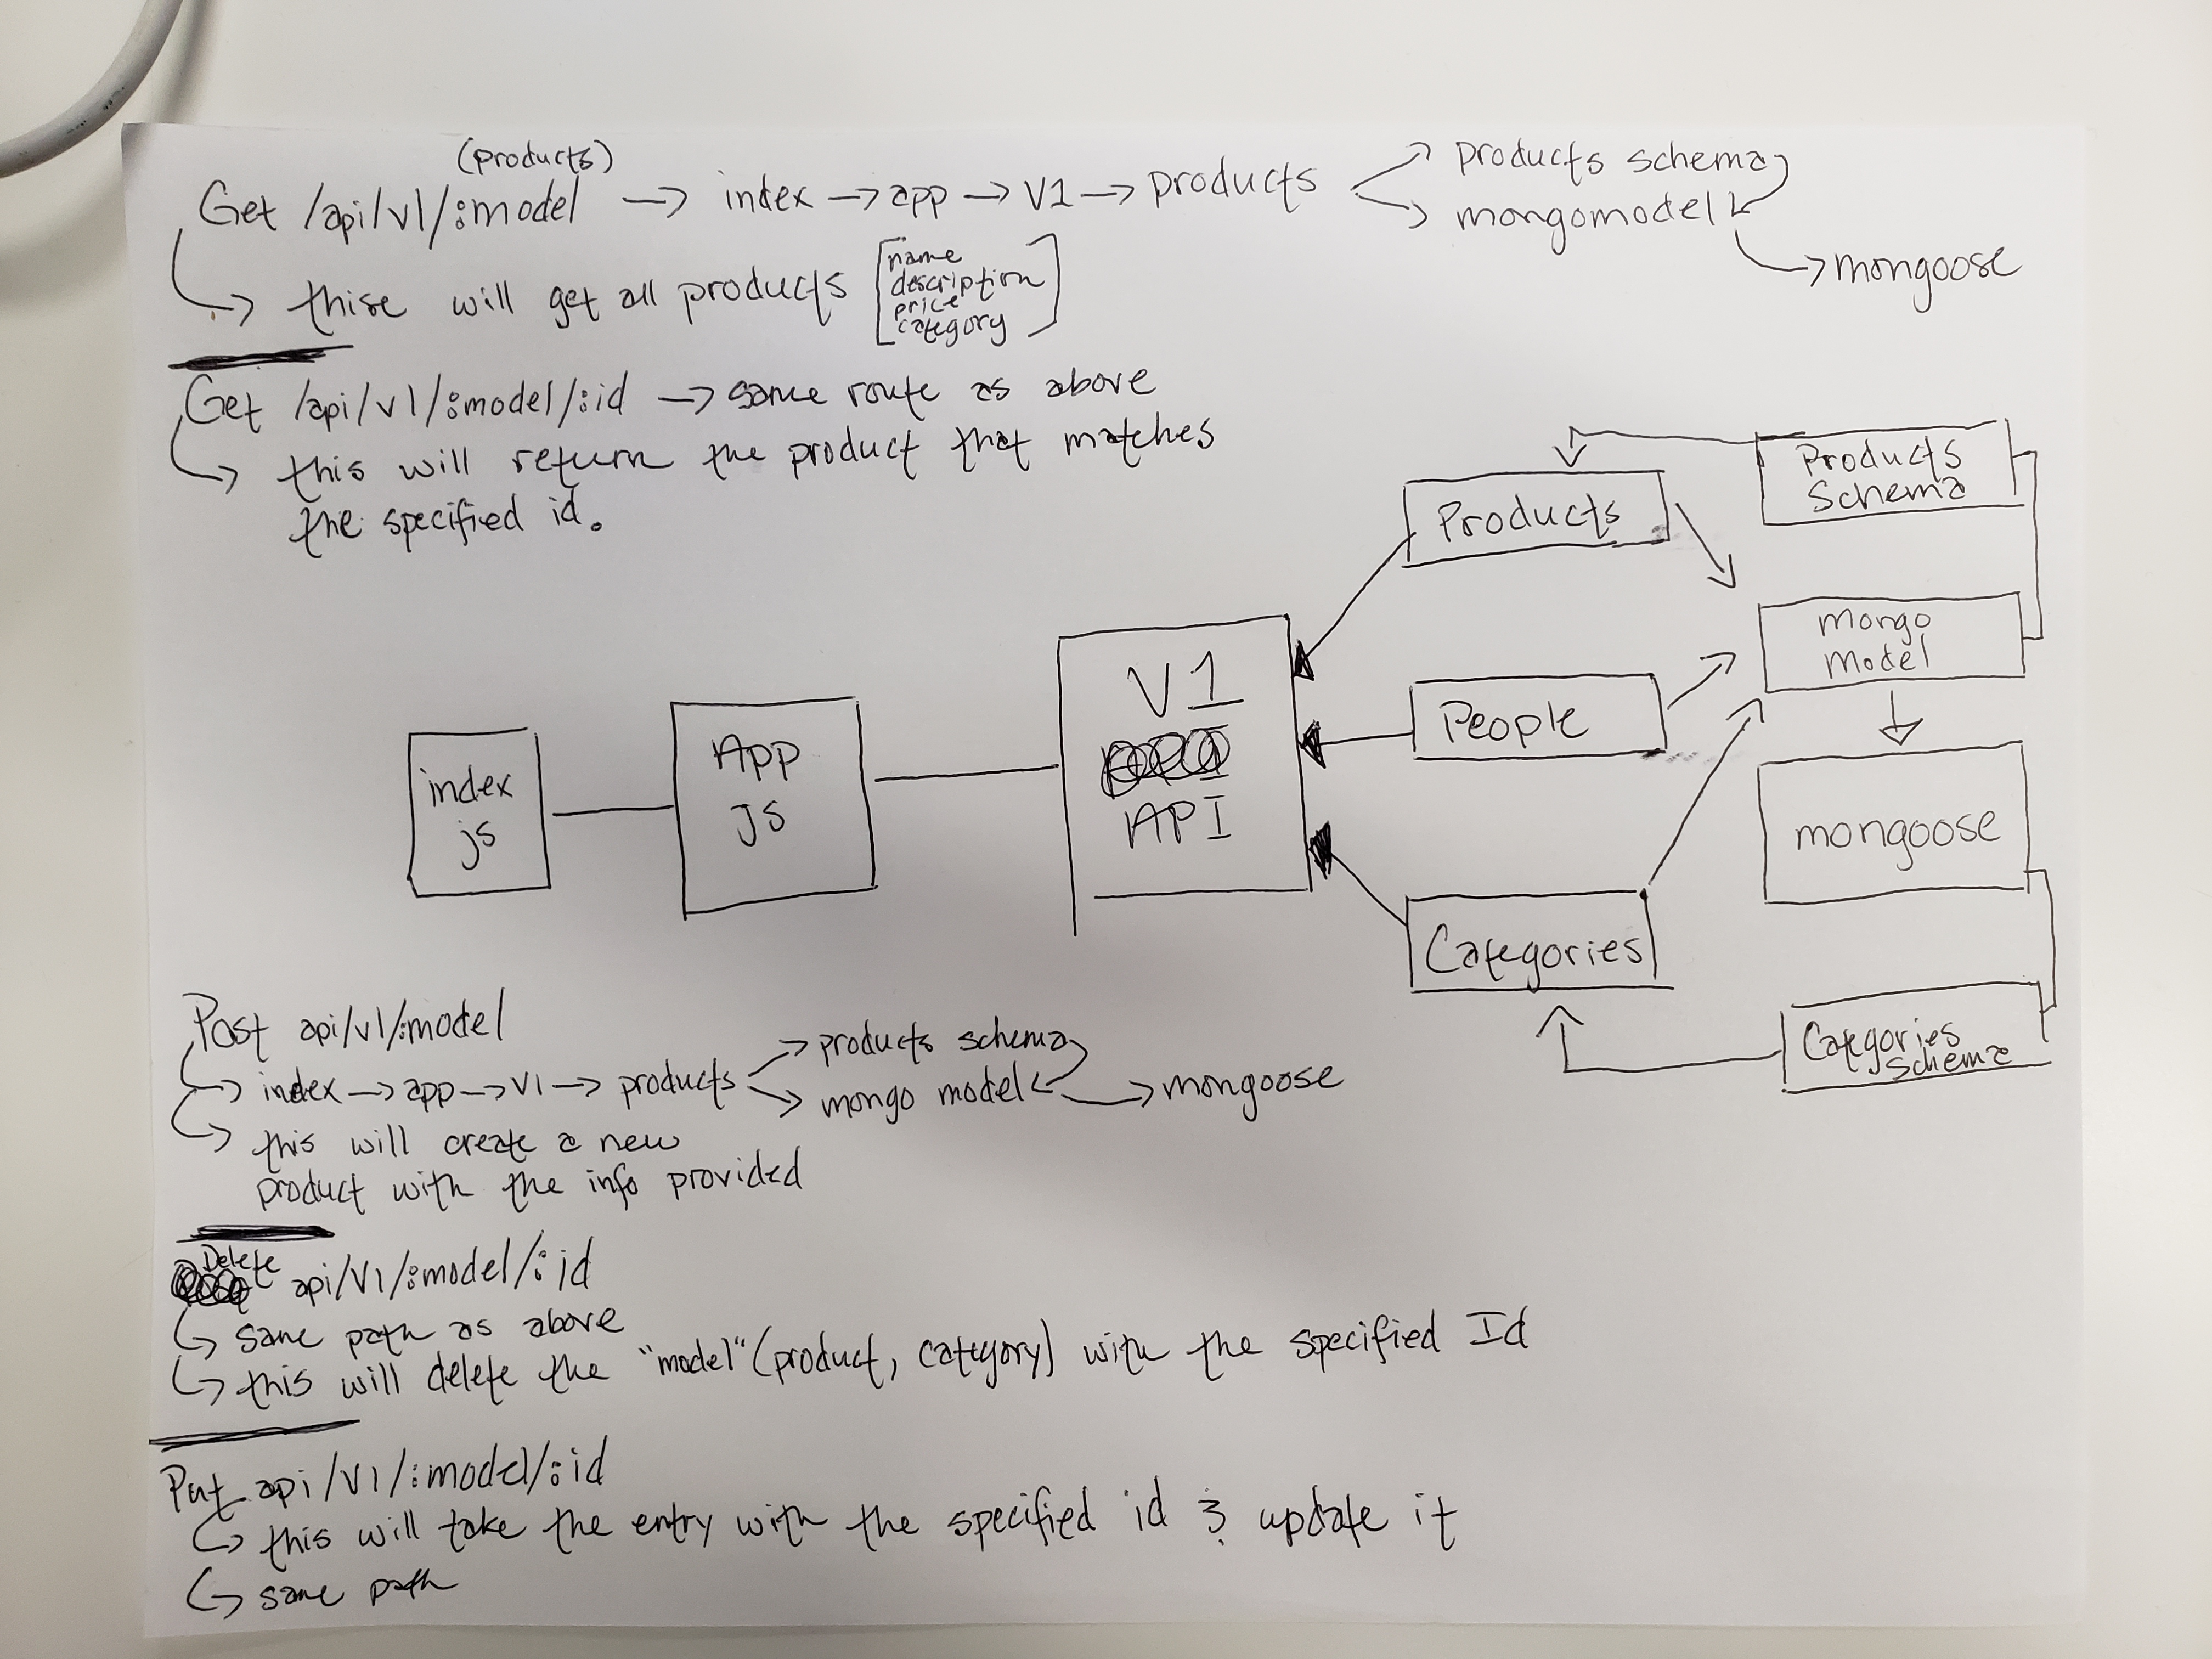 (products)
Get /api/v1/:model → index → app → V1 → products → products schema
→ mongomodel → mongoose
↳ thise will get all products [name
description
price
category]
Get /api/v1/:model/:id → same route as above
↳ this will return the product that matches
the specified id.
index
js
App
Js
V1
API
Products
People
Categories
Products
Schema
mongo
model
mongoose
Categories
Schema
Post api/v1/:model
↳ index → app → v1 → products → products schema
→ mongo model → mongoose
↳ this will create a new
product with the info provided
Delete api/V1/:model/:id
↳ same path as above
↳ this will delete the "model" (product, category) with the specified Id
Put api/v1/:model/:id
↳ this will take the entry with the specified id & update it
↳ same path